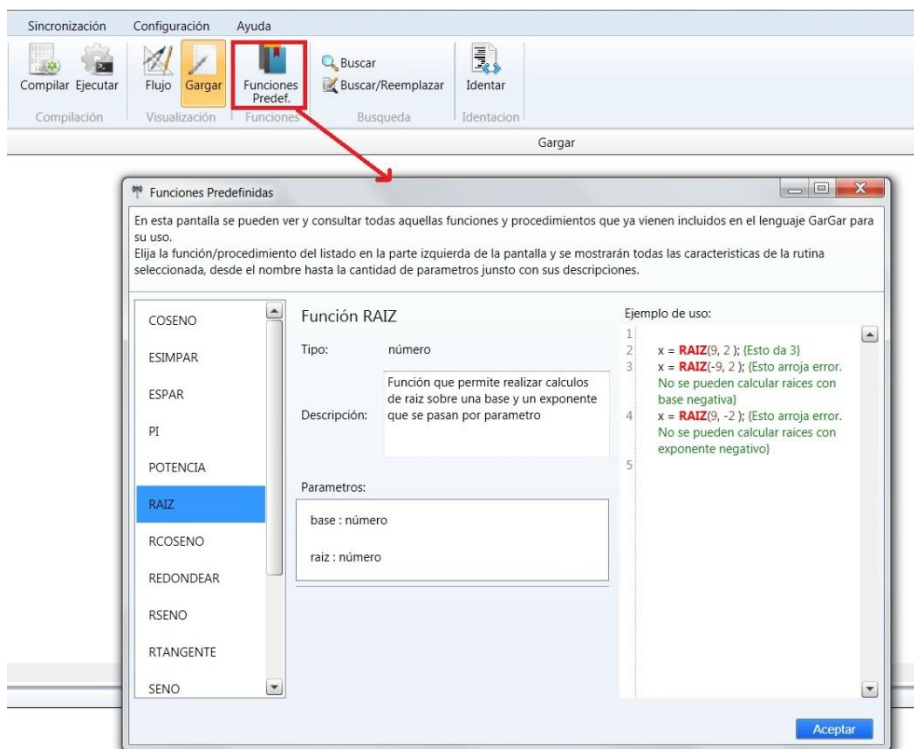 Sincronización Configuración Ayuda
Compilar Ejecutar
Compilación
Flujo Gargar
Visualización
Funciones
Predef.
Funciones
Buscar
Buscar/Reemplazar
Busqueda
Identar
Identacion
Gargar
Funciones Predefinidas
En esta pantalla se pueden ver y consultar todas aquellas funciones y procedimientos que ya vienen incluidos en el lenguaje GarGar para
su uso.
Elija la función/procedimiento del listado en la parte izquierda de la pantalla y se mostrarán todas las caracteristicas de la rutina
seleccionada, desde el nombre hasta la cantidad de parametros junsto con sus descripciones.
COSENO
ESIMPAR
ESPAR
PI
POTENCIA
RAIZ
RCOSENO
REDONDEAR
RSENO
RTANGENTE
SENO
Función RAIZ
Tipo: número
Descripción:
Función que permite realizar calculos
de raiz sobre una base y un exponente
que se pasan por parametro
Parametros:
base : número
raiz : número
Ejemplo de uso:
1
2 x = RAIZ(9, 2 ); {Esto da 3}
3 x = RAIZ(-9, 2 ); {Esto arroja error.
No se pueden calcular raices con
base negativa}
4 x = RAIZ(9, -2 ); {Esto arroja error.
No se pueden calcular raices con
exponente negativo}
5
Aceptar